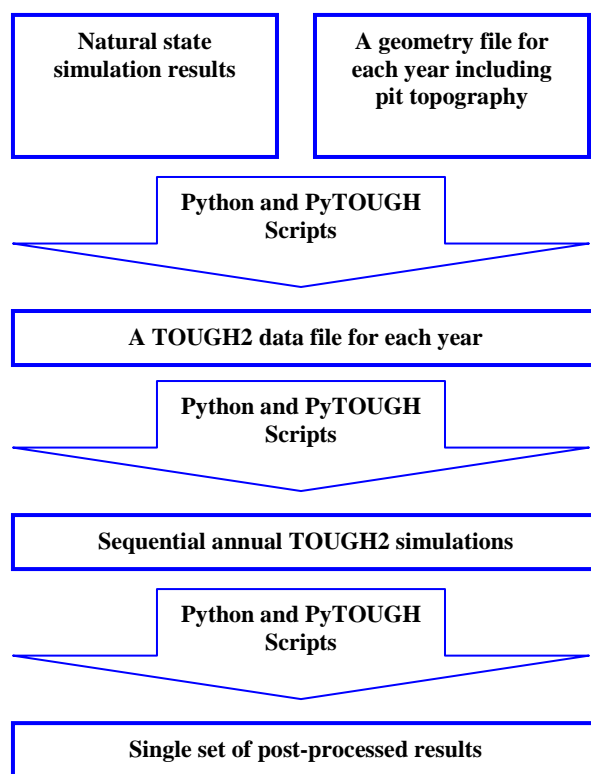 Natural state
simulation results
A geometry file for
each year including
pit topography
Python and PyTOUGH
Scripts
A TOUGH2 data file for each year
Python and PyTOUGH
Scripts
Sequential annual TOUGH2 simulations
Python and PyTOUGH
Scripts
Single set of post-processed results